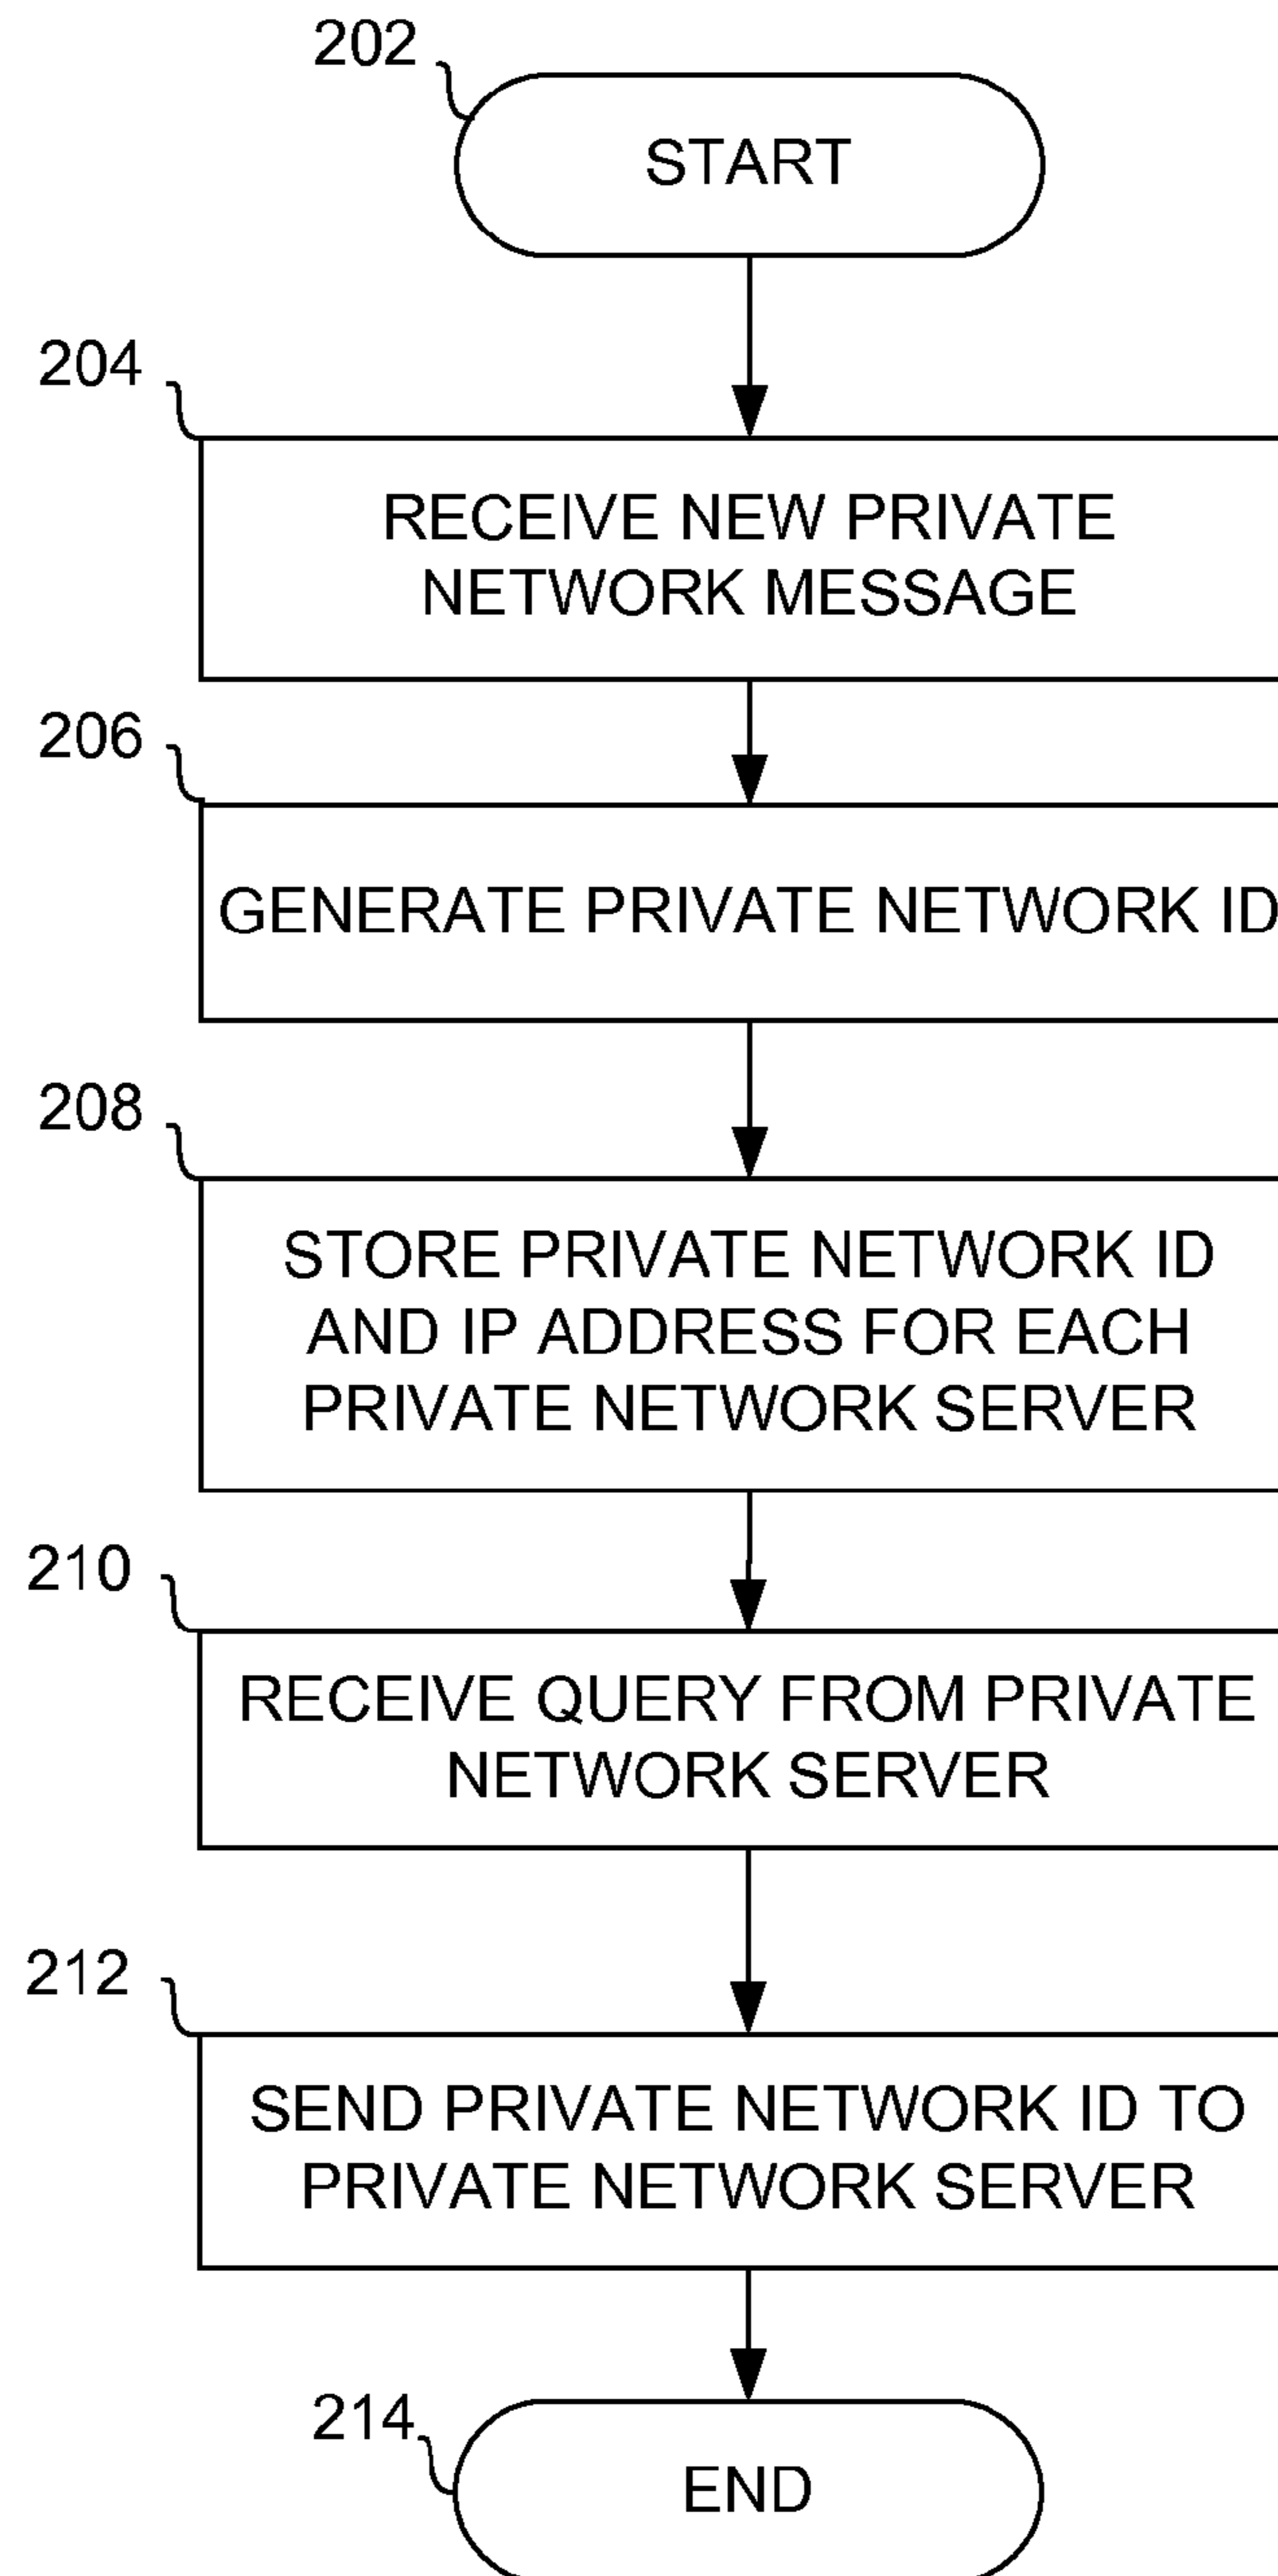 202
START
204
RECEIVE NEW PRIVATE
NETWORK MESSAGE
206
GENERATE PRIVATE NETWORK ID
208
STORE PRIVATE NETWORK ID
AND IP ADDRESS FOR EACH
PRIVATE NETWORK SERVER
210
RECEIVE QUERY FROM PRIVATE
NETWORK SERVER
212
SEND PRIVATE NETWORK ID TO
PRIVATE NETWORK SERVER
214
END